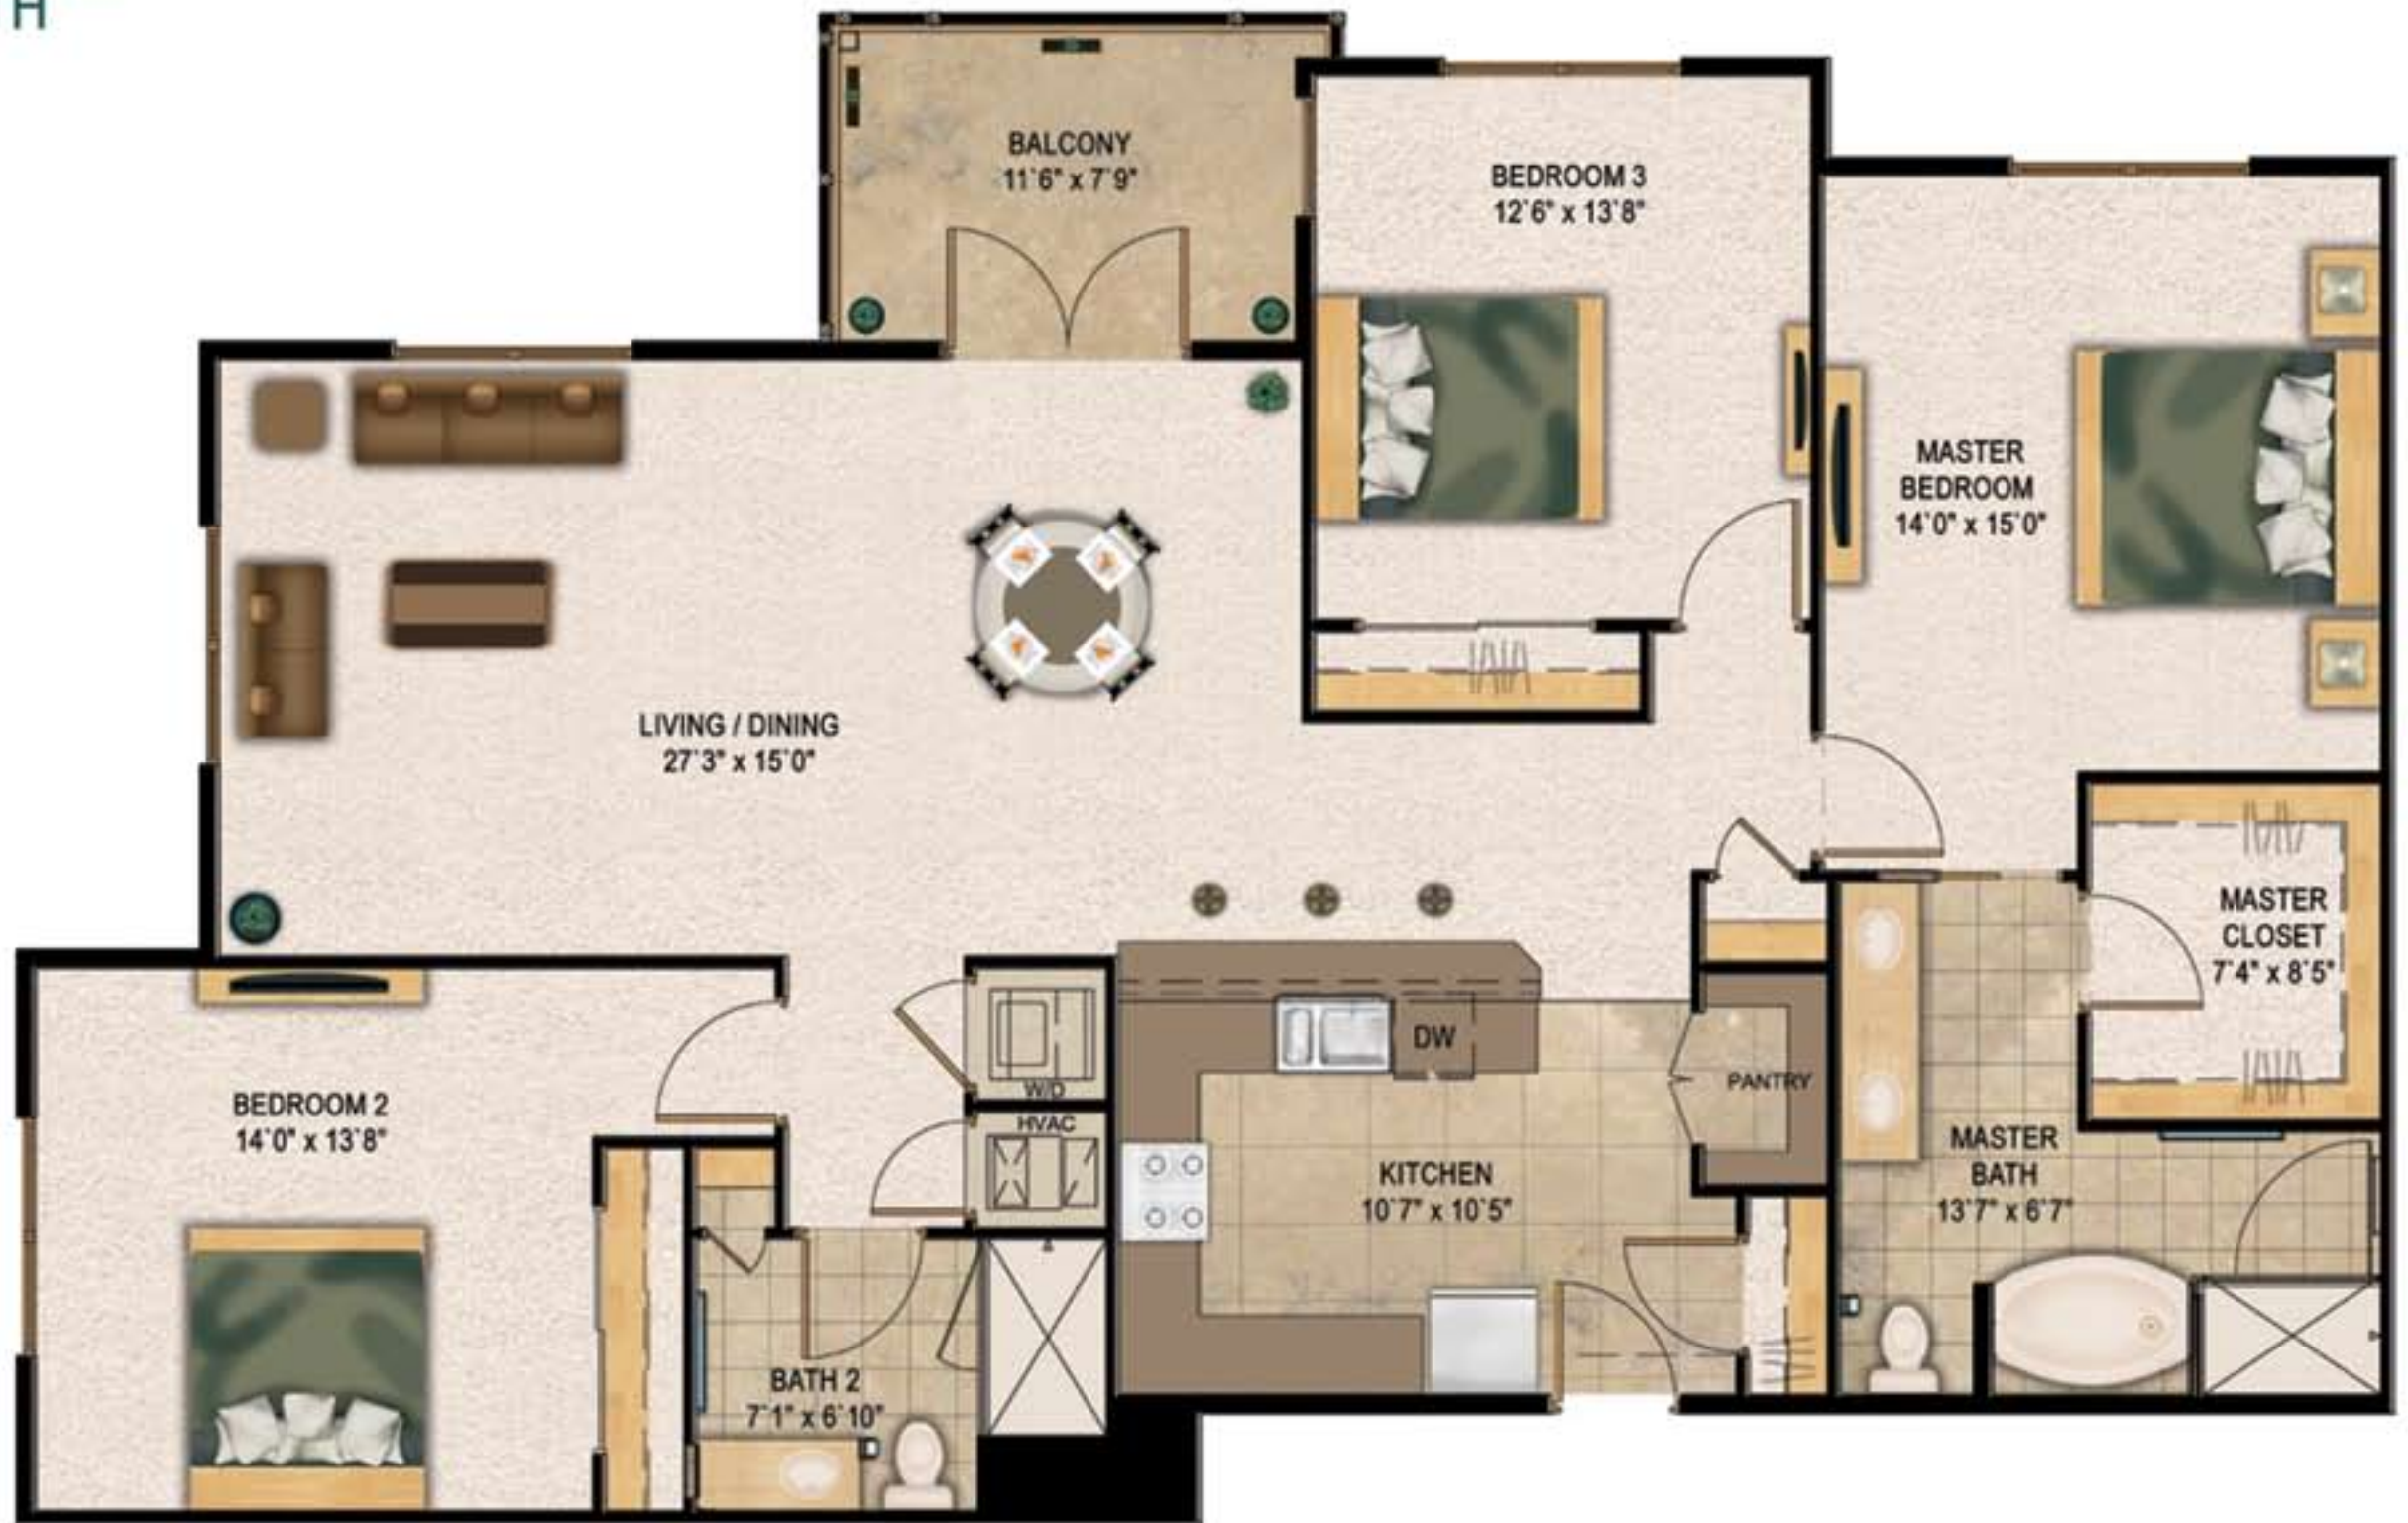 H
BALCONY
11'6" x 7'9"
BEDROOM 3
12'6" x 13'8"
MASTER
BEDROOM
14'0" x 15'0"
LIVING / DINING
27'3" x 15'0"
MASTER
CLOSET
7'4" x 8'5"
DW
W/D
PANTRY
BEDROOM 2
14'0" x 13'8"
HVAC
KITCHEN
10'7" x 10'5"
MASTER
BATH
13'7" x 6'7"
BATH 2
7'1" x 6'10"